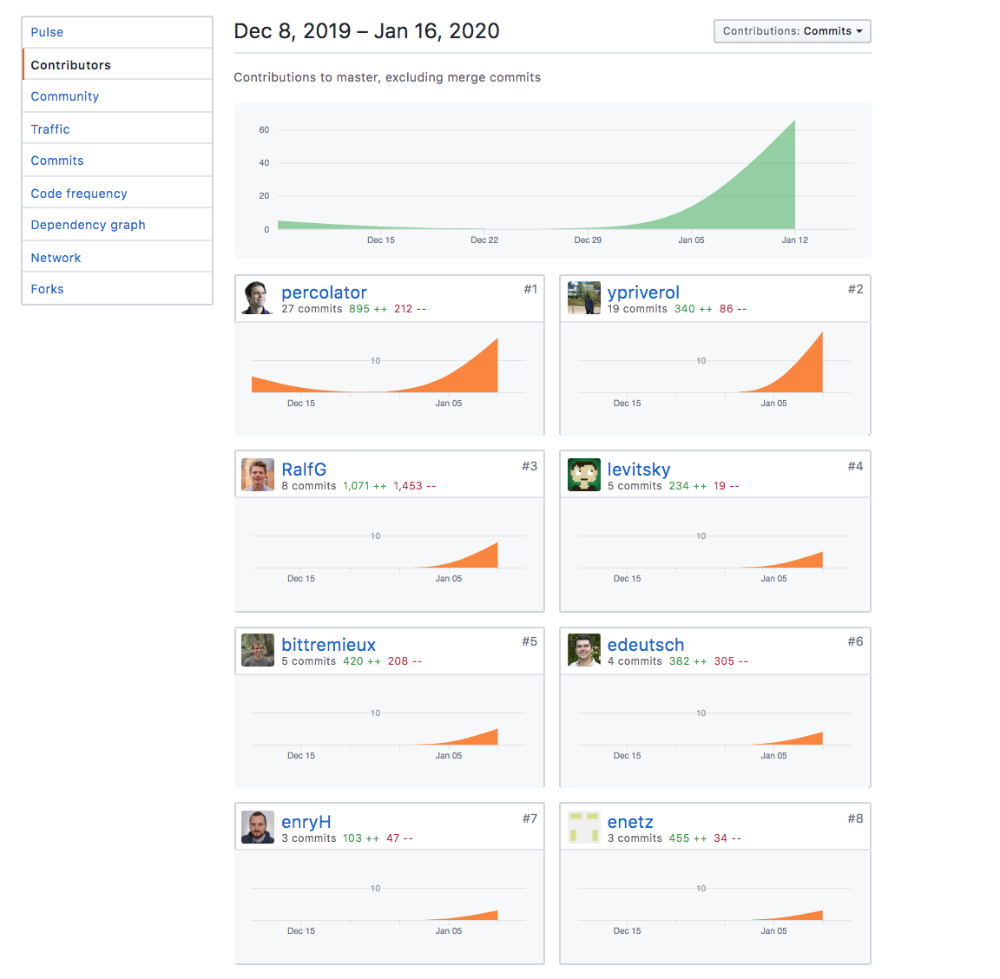 Pulse
Contributors
Community
Traffic
Commits
Code frequency
Dependency graph
Network
Forks
Dec 8, 2019 – Jan 16, 2020
Contributions: Commits
Contributions to master, excluding merge commits
60
40
20
0
Dec 15 Dec 22 Dec 29 Jan 05 Jan 12
percolator #1
27 commits 895 ++ 212 --
10
Dec 15 Jan 05
ypriverol #2
19 commits 340 ++ 86 --
10
Dec 15 Jan 05
RalfG #3
8 commits 1,071 ++ 1,453 --
10
Dec 15 Jan 05
levitsky #4
5 commits 234 ++ 19 --
10
Dec 15 Jan 05
bittremieux #5
5 commits 420 ++ 208 --
10
Dec 15 Jan 05
edeutsch #6
4 commits 382 ++ 305 --
10
Dec 15 Jan 05
enryH #7
3 commits 103 ++ 47 --
10
Dec 15 Jan 05
enetz #8
3 commits 455 ++ 34 --
10
Dec 15 Jan 05